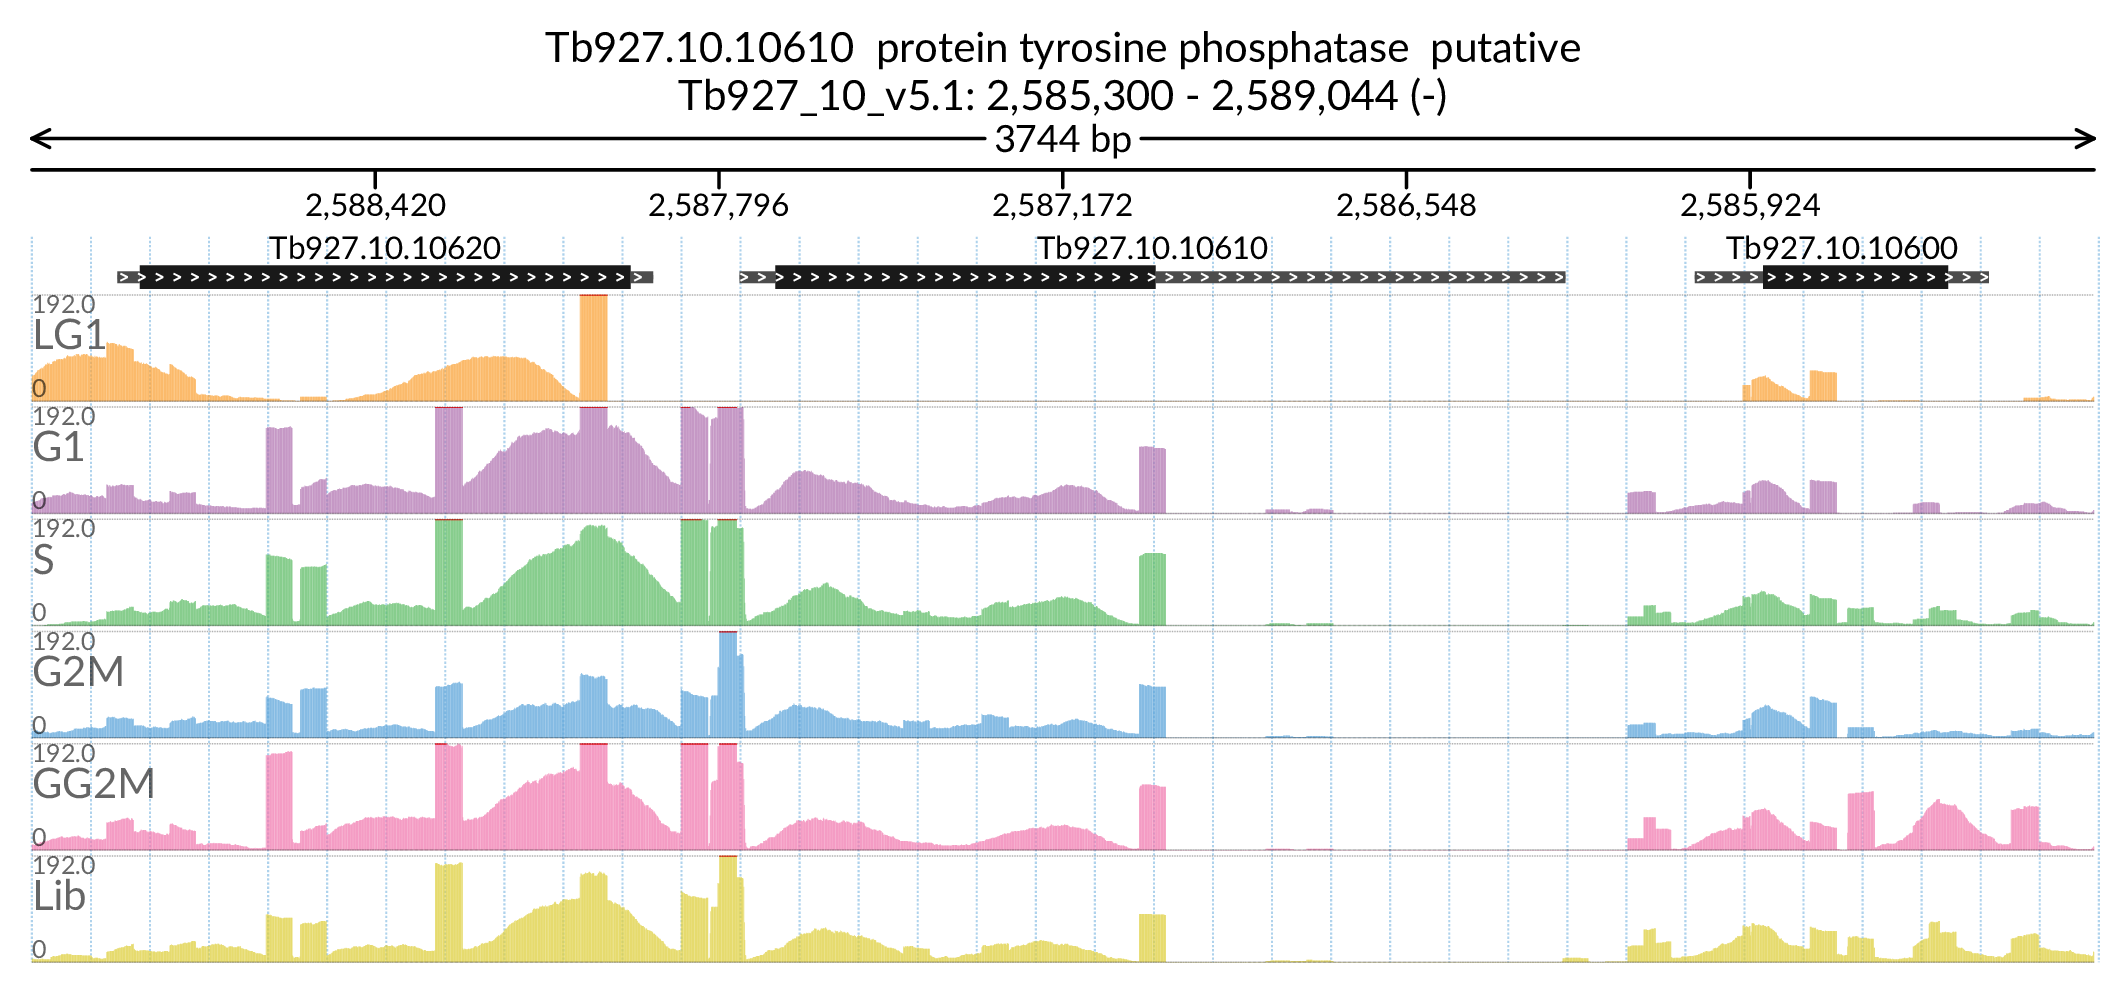 Tb927.10.10610 protein tyrosine phosphatase putative
Tb927_10_v5.1: 2,585,300 - 2,589,044 (-)
3744 bp
2,588,420 2,587,796 2,587,172 2,586,548 2,585,924
Tb927.10.10620 Tb927.10.10610 Tb927.10.10600
192.0
LG1
0
192.0
G1
0
192.0
S
0
192.0
G2M
0
192.0
GG2M
0
192.0
Lib
0